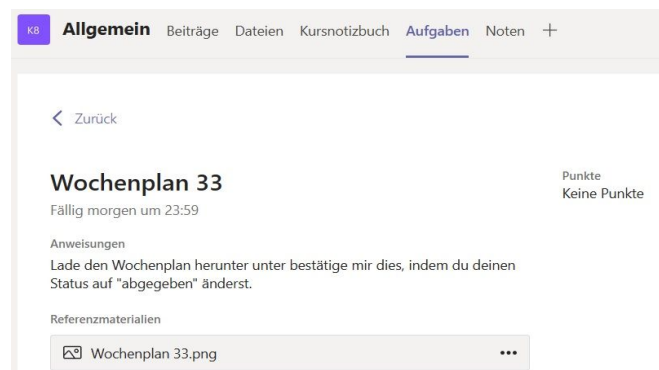 K8 Allgemein Beiträge Dateien Kursnotizbuch Aufgaben Noten
Zurück
Wochenplan 33
Fällig morgen um 23:59
Punkte
Keine Punkte
Anweisungen
Lade den Wochenplan herunter unter bestätige mir dies, indem du deinen
Status auf "abgegeben" änderst.
Referenzmaterialien
Wochenplan 33.png